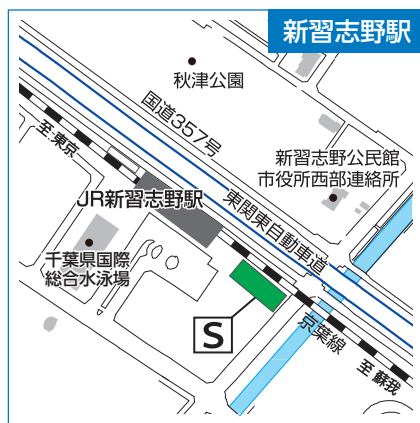 新習志野駅
秋津公園
国道357号
至 東京
新習志野公民館
市役所西部連絡所
JR新習志野駅
東関東自動車道
千葉県国際
総合水泳場
S
京葉線
至 蘇我